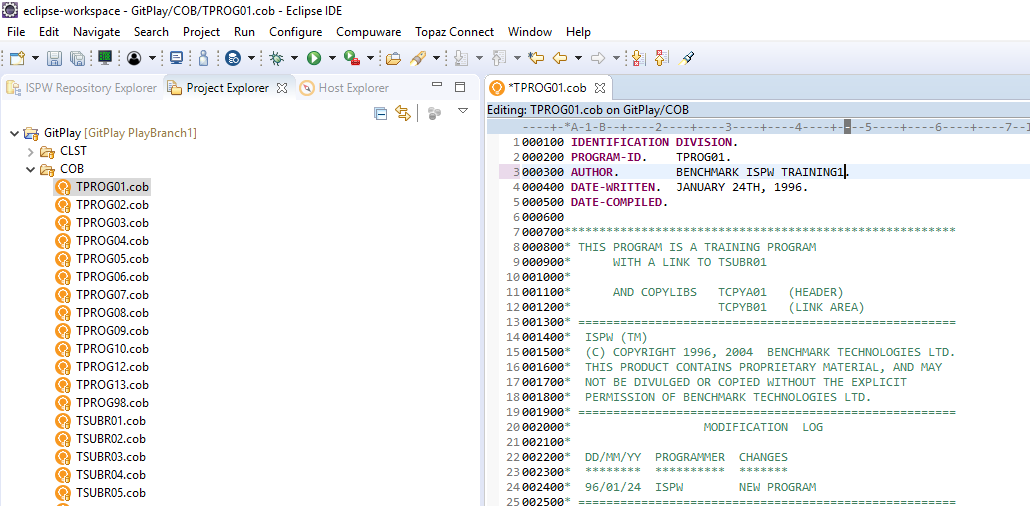 eclipse-workspace - GitPlay/COB/TPROG01.cob - Eclipse IDE
File Edit Navigate Search Project Run Configure Compuware Topaz Connect Window Help
ISPW Repository Explorer Project Explorer Host Explorer
GitPlay [GitPlay PlayBranch1]
CLST
COB
TPROG01.cob
TPROG02.cob
TPROG03.cob
TPROG04.cob
TPROG05.cob
TPROG06.cob
TPROG07.cob
TPROG08.cob
TPROG09.cob
TPROG10.cob
TPROG12.cob
TPROG13.cob
TPROG98.cob
TSUBR01.cob
TSUBR02.cob
TSUBR03.cob
TSUBR04.cob
TSUBR05.cob
*TPROG01.cob
Editing: TPROG01.cob on GitPlay/COB
----+-*A-1-B--+----2----+----3----+----4----+----5----+----6----+----7--
1 000100 IDENTIFICATION DIVISION.
2 000200 PROGRAM-ID.    TPROG01.
3 000300 AUTHOR.        BENCHMARK ISPW TRAINING1.
4 000400 DATE-WRITTEN.  JANUARY 24TH, 1996.
5 000500 DATE-COMPILED.
6 000600
7 000700********************************************************
8 000800* THIS PROGRAM IS A TRAINING PROGRAM
9 000900*      WITH A LINK TO TSUBR01
10 001000*
11 001100*      AND COPYLIBS   TCPYA01   (HEADER)
12 001200*                     TCPYB01   (LINK AREA)
13 001300* ======================================================
14 001400*  ISPW (TM)
15 001500*  (C) COPYRIGHT 1996, 2004  BENCHMARK TECHNOLOGIES LTD.
16 001600*  THIS PRODUCT CONTAINS PROPRIETARY MATERIAL, AND MAY
17 001700*  NOT BE DIVULGED OR COPIED WITHOUT THE EXPLICIT
18 001800*  PERMISSION OF BENCHMARK TECHNOLOGIES LTD.
19 001900* ======================================================
20 002000*                   MODIFICATION  LOG
21 002100*
22 002200*  DD/MM/YY  PROGRAMMER  CHANGES
23 002300*  ********  **********  *******
24 002400*  96/01/24  ISPW        NEW PROGRAM
25 002500* ======================================================